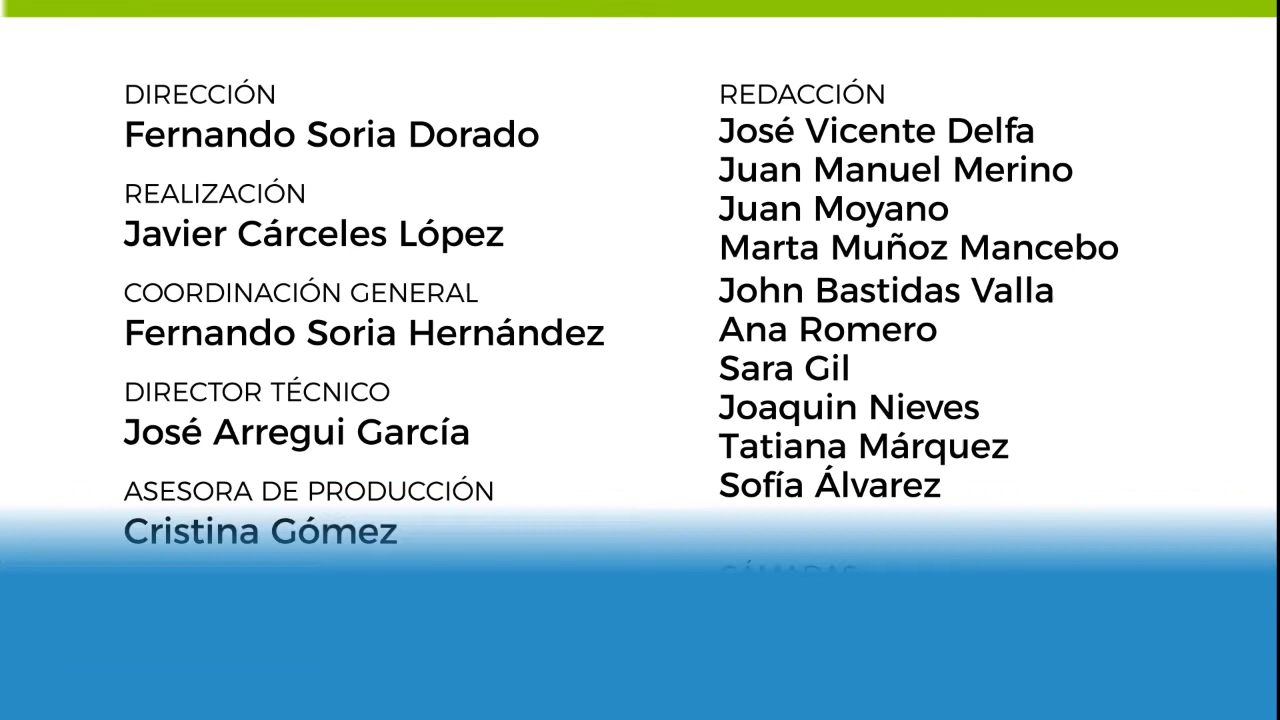 DIRECCIÓN
Fernando Soria Dorado
REALIZACIÓN
Javier Cárceles López
COORDINACIÓN GENERAL
Fernando Soria Hernández
DIRECTOR TÉCNICO
José Arregui García
ASESORA DE PRODUCCIÓN
Cristina Gómez
REDACCIÓN
José Vicente Delfa
Juan Manuel Merino
Juan Moyano
Marta Muñoz Mancebo
John Bastidas Valla
Ana Romero
Sara Gil
Joaquin Nieves
Tatiana Márquez
Sofía Álvarez